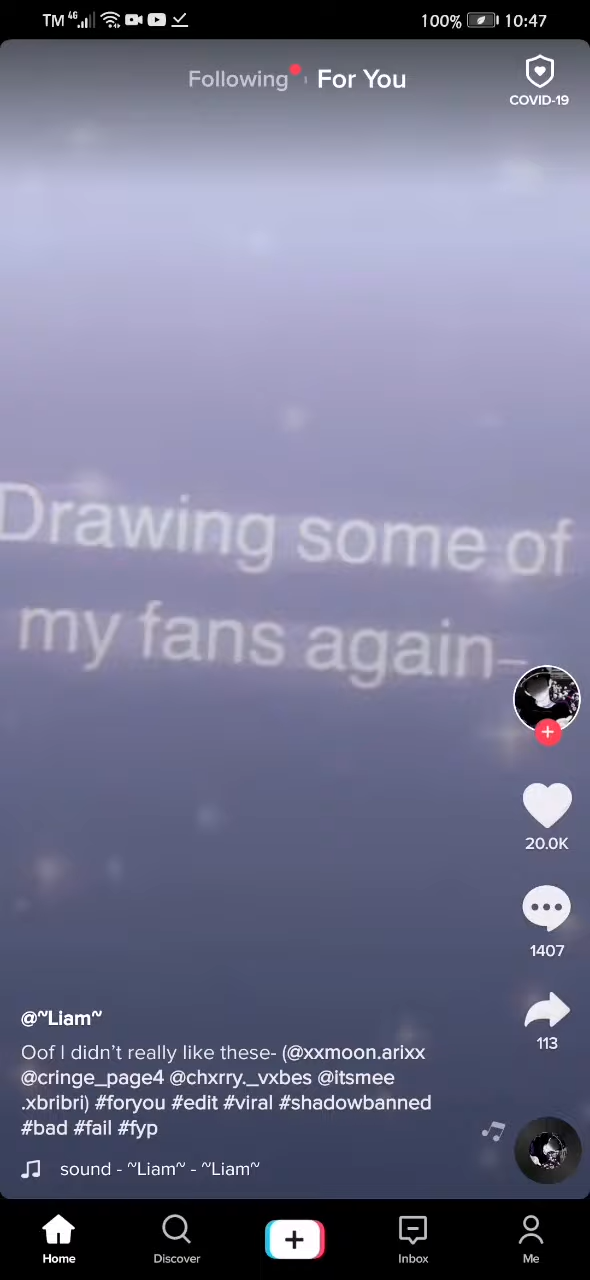 TM 4G 100% 10:47
Following For You
COVID-19
Drawing some of
my fans again-
20.0K
1407
113
@~Liam~
Oof I didn't really like these- (@xxmoon.arixx
@cringe_page4 @chxrry._vxbes @itsmee
.xbribri) #foryou #edit #viral #shadowbanned
#bad #fail #fyp
sound - ~Liam~ - ~Liam~
Home Discover Inbox Me